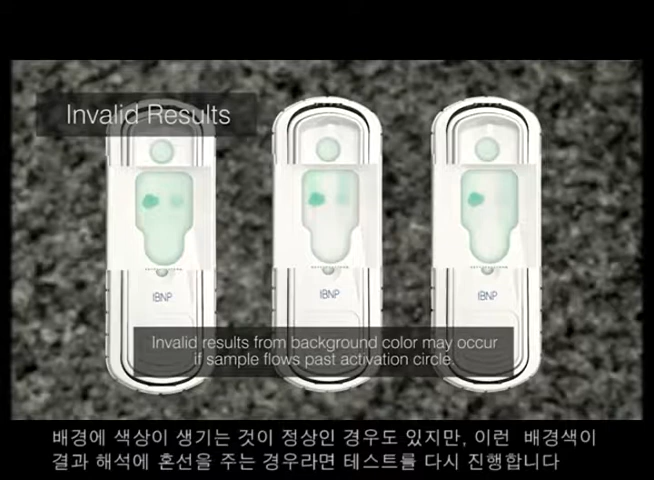 Invalid Results
IBNP
IBNP
IBNP
Invalid results from background color may occur
if sample flows past activation circle.
배경에 색상이 생기는 것이 정상인 경우도 있지만, 이런 배경색이
결과 해석에 혼선을 주는 경우라면 테스트를 다시 진행합니다